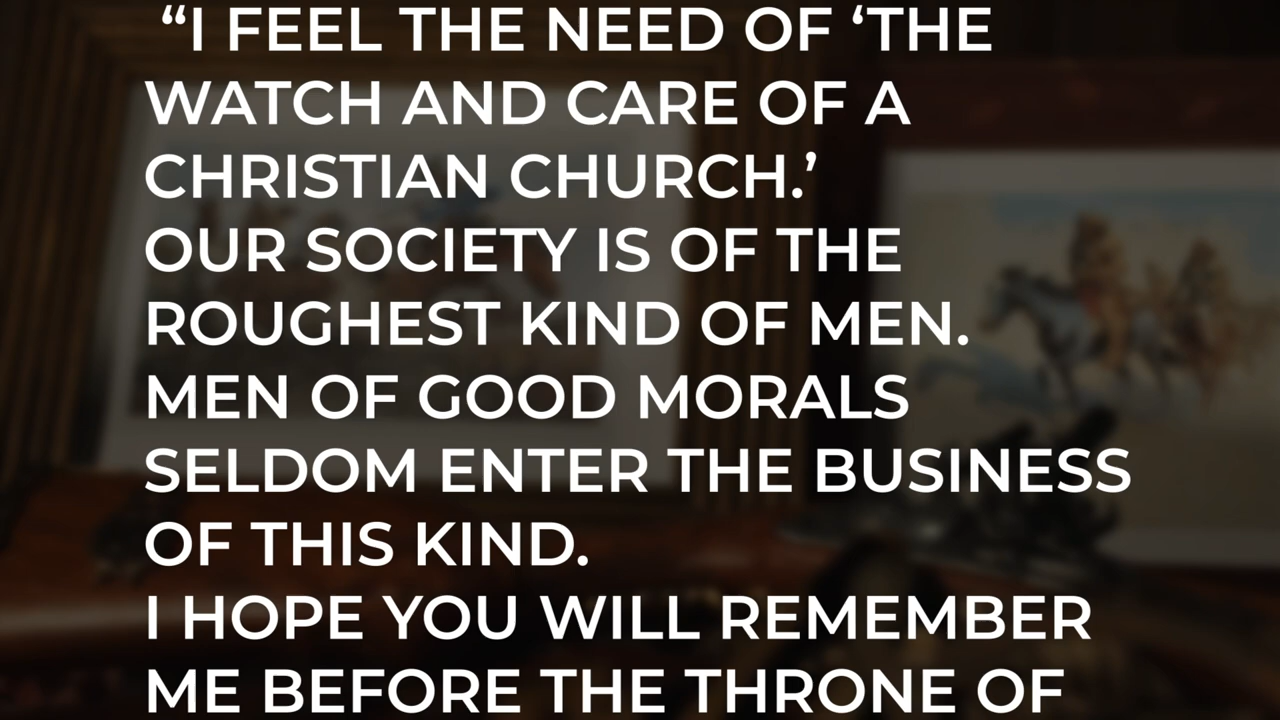 “I FEEL THE NEED OF ‘THE
WATCH AND CARE OF A
CHRISTIAN CHURCH.’
OUR SOCIETY IS OF THE
ROUGHEST KIND OF MEN.
MEN OF GOOD MORALS
SELDOM ENTER THE BUSINESS
OF THIS KIND.
I HOPE YOU WILL REMEMBER
ME BEFORE THE THRONE OF